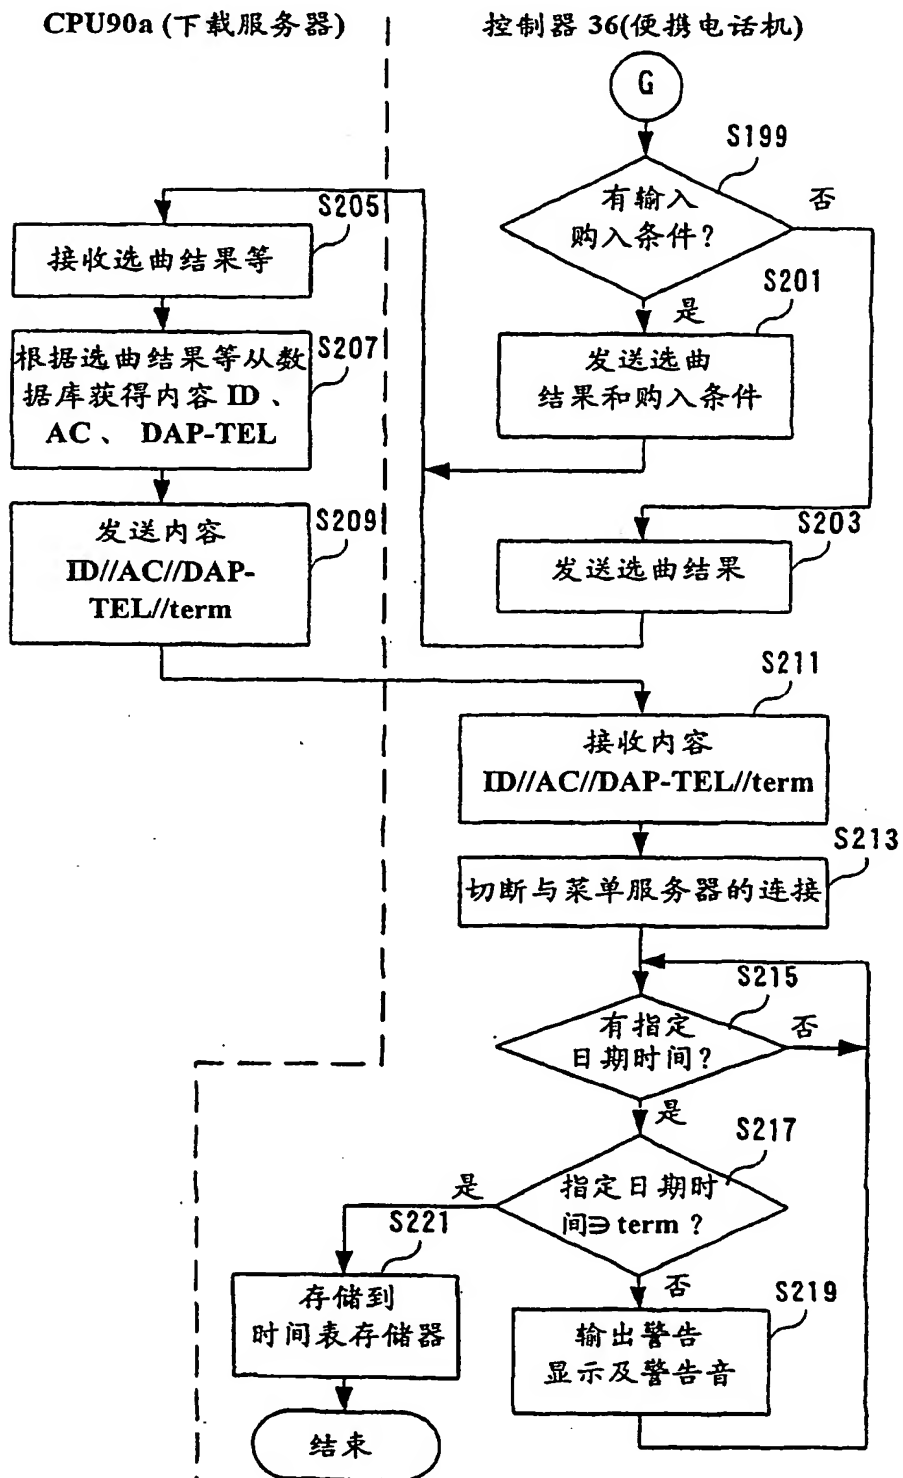 CPU90a (下载服务器)
控制器 36(便携电话机)
G
S199
有输入
购入条件?
否
S205
接收选曲结果等
S201
是
发送选曲
结果和购入条件
S207
根据选曲结果等从数
据库获得内容 ID 、
AC 、 DAP-TEL
S209
发送内容
ID//AC//DAP-
TEL//term
S203
发送选曲结果
S211
接收内容
ID//AC//DAP-TEL//term
S213
切断与菜单服务器的连接
S215
有指定
日期时间?
否
是
S217
指定日期时
间∋term ?
是
S221
存储到
时间表存储器
否
S219
输出警告
显示及警告音
结束